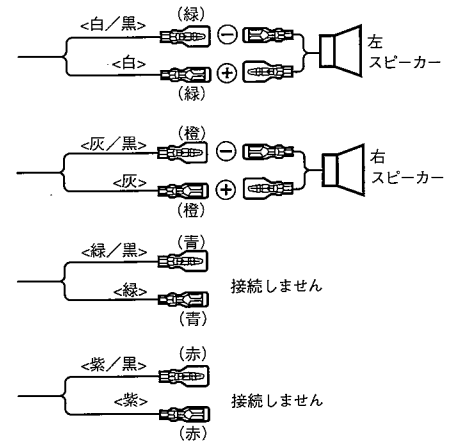 (緑)
<白／黒> ⊖
左
スピーカー
<白> ⊕
(緑)
(橙)
<灰／黒> ⊖
右
スピーカー
<灰> ⊕
(橙)
(青)
<緑／黒>
<緑> 接続しません
(青)
(赤)
<紫／黒>
<紫> 接続しません
(赤)